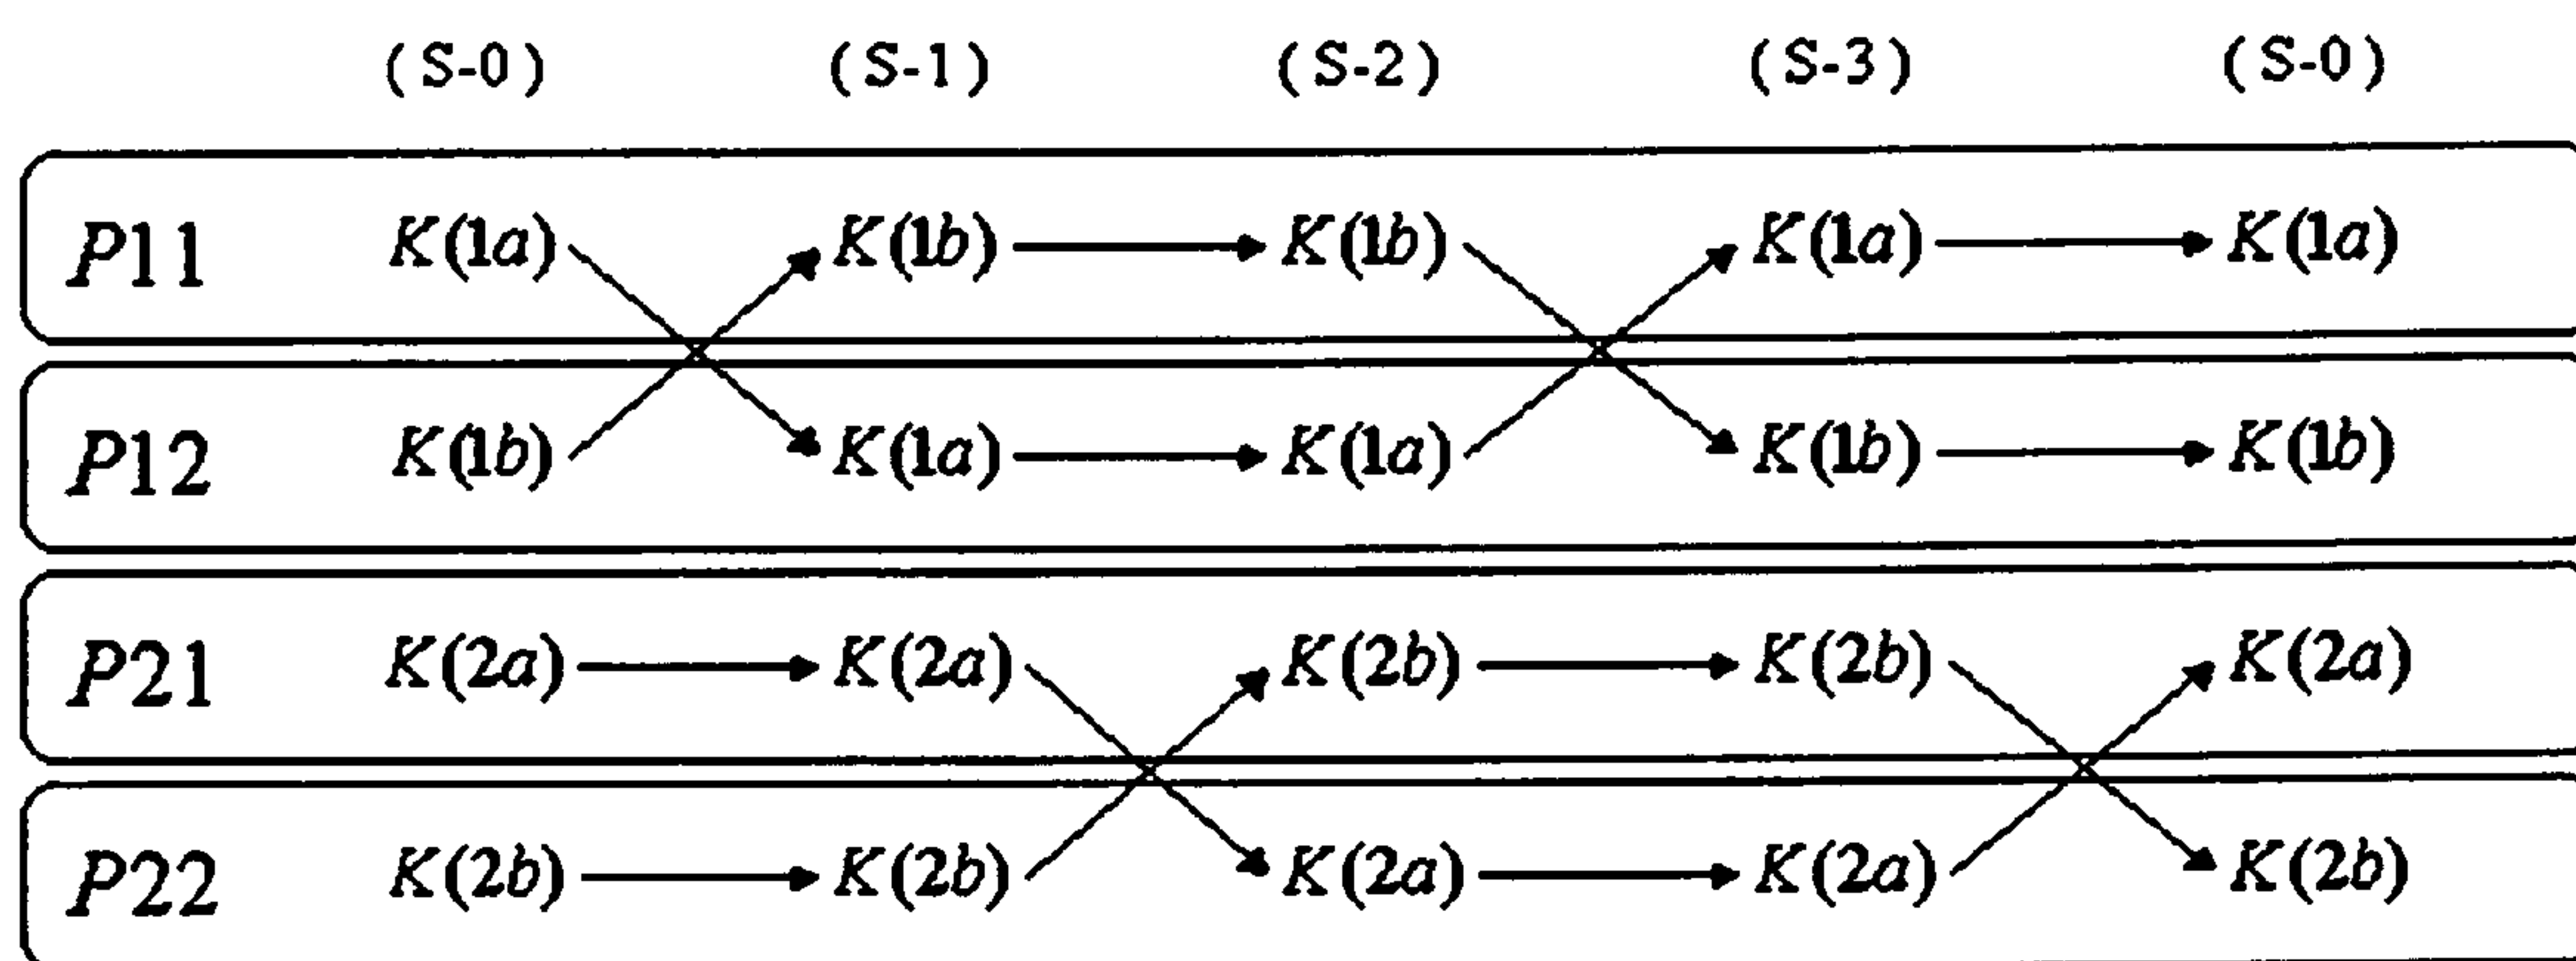 (S-0) (S-1) (S-2) (S-3) (S-0)
P11 K(1a) K(1b) K(1b) K(1a) K(1a)
P12 K(1b) K(1a) K(1a) K(1b) K(1b)
P21 K(2a) K(2a) K(2b) K(2b) K(2a)
P22 K(2b) K(2b) K(2a) K(2a) K(2b)